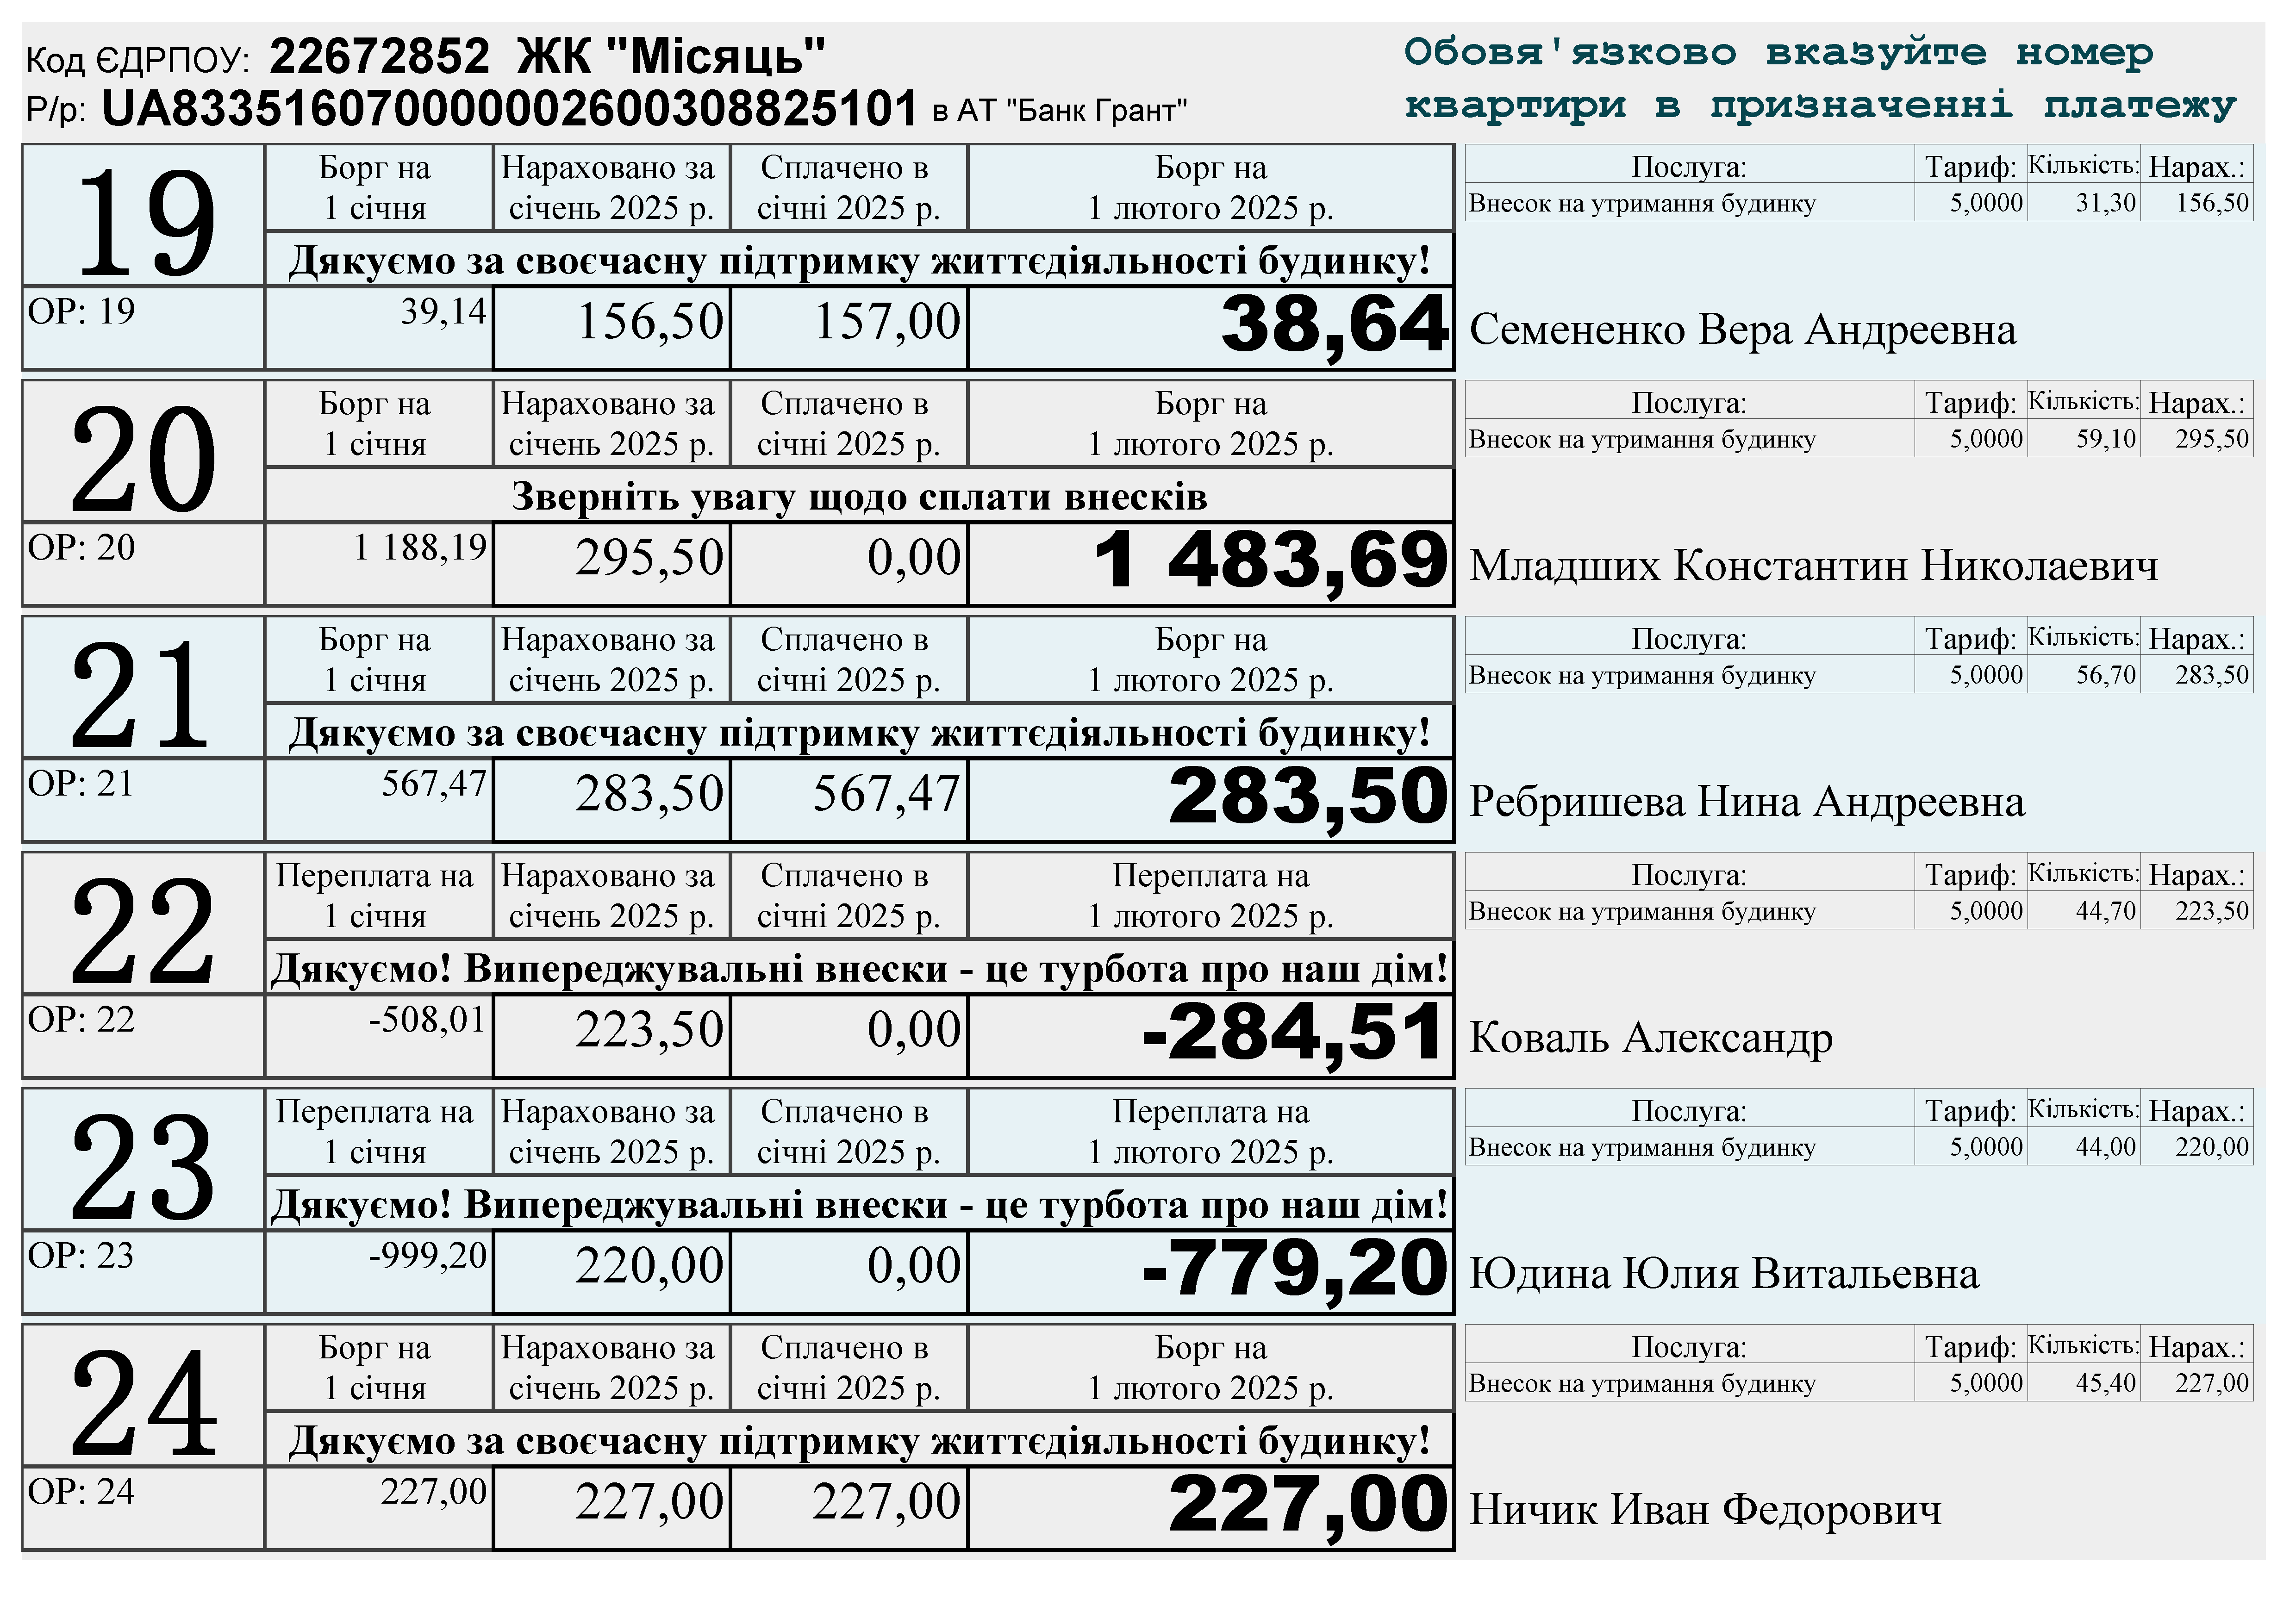 Код ЄДРПОУ: 22672852 ЖК "Місяць"
Р/р: UA833516070000002600308825101 в АТ "Банк Грант"
Обовя'язково вказуйте номер
квартири в призначенні платежу
19
Борг на
1 січня
Нараховано за
січень 2025 р.
Сплачено в
січні 2025 р.
Борг на
1 лютого 2025 р.
Дякуємо за своєчасну підтримку життєдіяльності будинку!
ОР: 19 39,14 156,50 157,00 38,64
Послуга: Тариф: Кількість: Нарах.:
Внесок на утримання будинку 5,0000 31,30 156,50
Семененко Вера Андреевна
20
Борг на
1 січня
Нараховано за
січень 2025 р.
Сплачено в
січні 2025 р.
Борг на
1 лютого 2025 р.
Зверніть увагу щодо сплати внесків
ОР: 20 1 188,19 295,50 0,00 1 483,69
Послуга: Тариф: Кількість: Нарах.:
Внесок на утримання будинку 5,0000 59,10 295,50
Младших Константин Николаевич
21
Борг на
1 січня
Нараховано за
січень 2025 р.
Сплачено в
січні 2025 р.
Борг на
1 лютого 2025 р.
Дякуємо за своєчасну підтримку життєдіяльності будинку!
ОР: 21 567,47 283,50 567,47 283,50
Послуга: Тариф: Кількість: Нарах.:
Внесок на утримання будинку 5,0000 56,70 283,50
Ребришева Нина Андреевна
22
Переплата на
1 січня
Нараховано за
січень 2025 р.
Сплачено в
січні 2025 р.
Переплата на
1 лютого 2025 р.
Дякуємо! Випереджувальні внески - це турбота про наш дім!
ОР: 22 -508,01 223,50 0,00 -284,51
Послуга: Тариф: Кількість: Нарах.:
Внесок на утримання будинку 5,0000 44,70 223,50
Коваль Александр
23
Переплата на
1 січня
Нараховано за
січень 2025 р.
Сплачено в
січні 2025 р.
Переплата на
1 лютого 2025 р.
Дякуємо! Випереджувальні внески - це турбота про наш дім!
ОР: 23 -999,20 220,00 0,00 -779,20
Послуга: Тариф: Кількість: Нарах.:
Внесок на утримання будинку 5,0000 44,00 220,00
Юдина Юлия Витальевна
24
Борг на
1 січня
Нараховано за
січень 2025 р.
Сплачено в
січні 2025 р.
Борг на
1 лютого 2025 р.
Дякуємо за своєчасну підтримку життєдіяльності будинку!
ОР: 24 227,00 227,00 227,00 227,00
Послуга: Тариф: Кількість: Нарах.:
Внесок на утримання будинку 5,0000 45,40 227,00
Ничик Иван Федорович